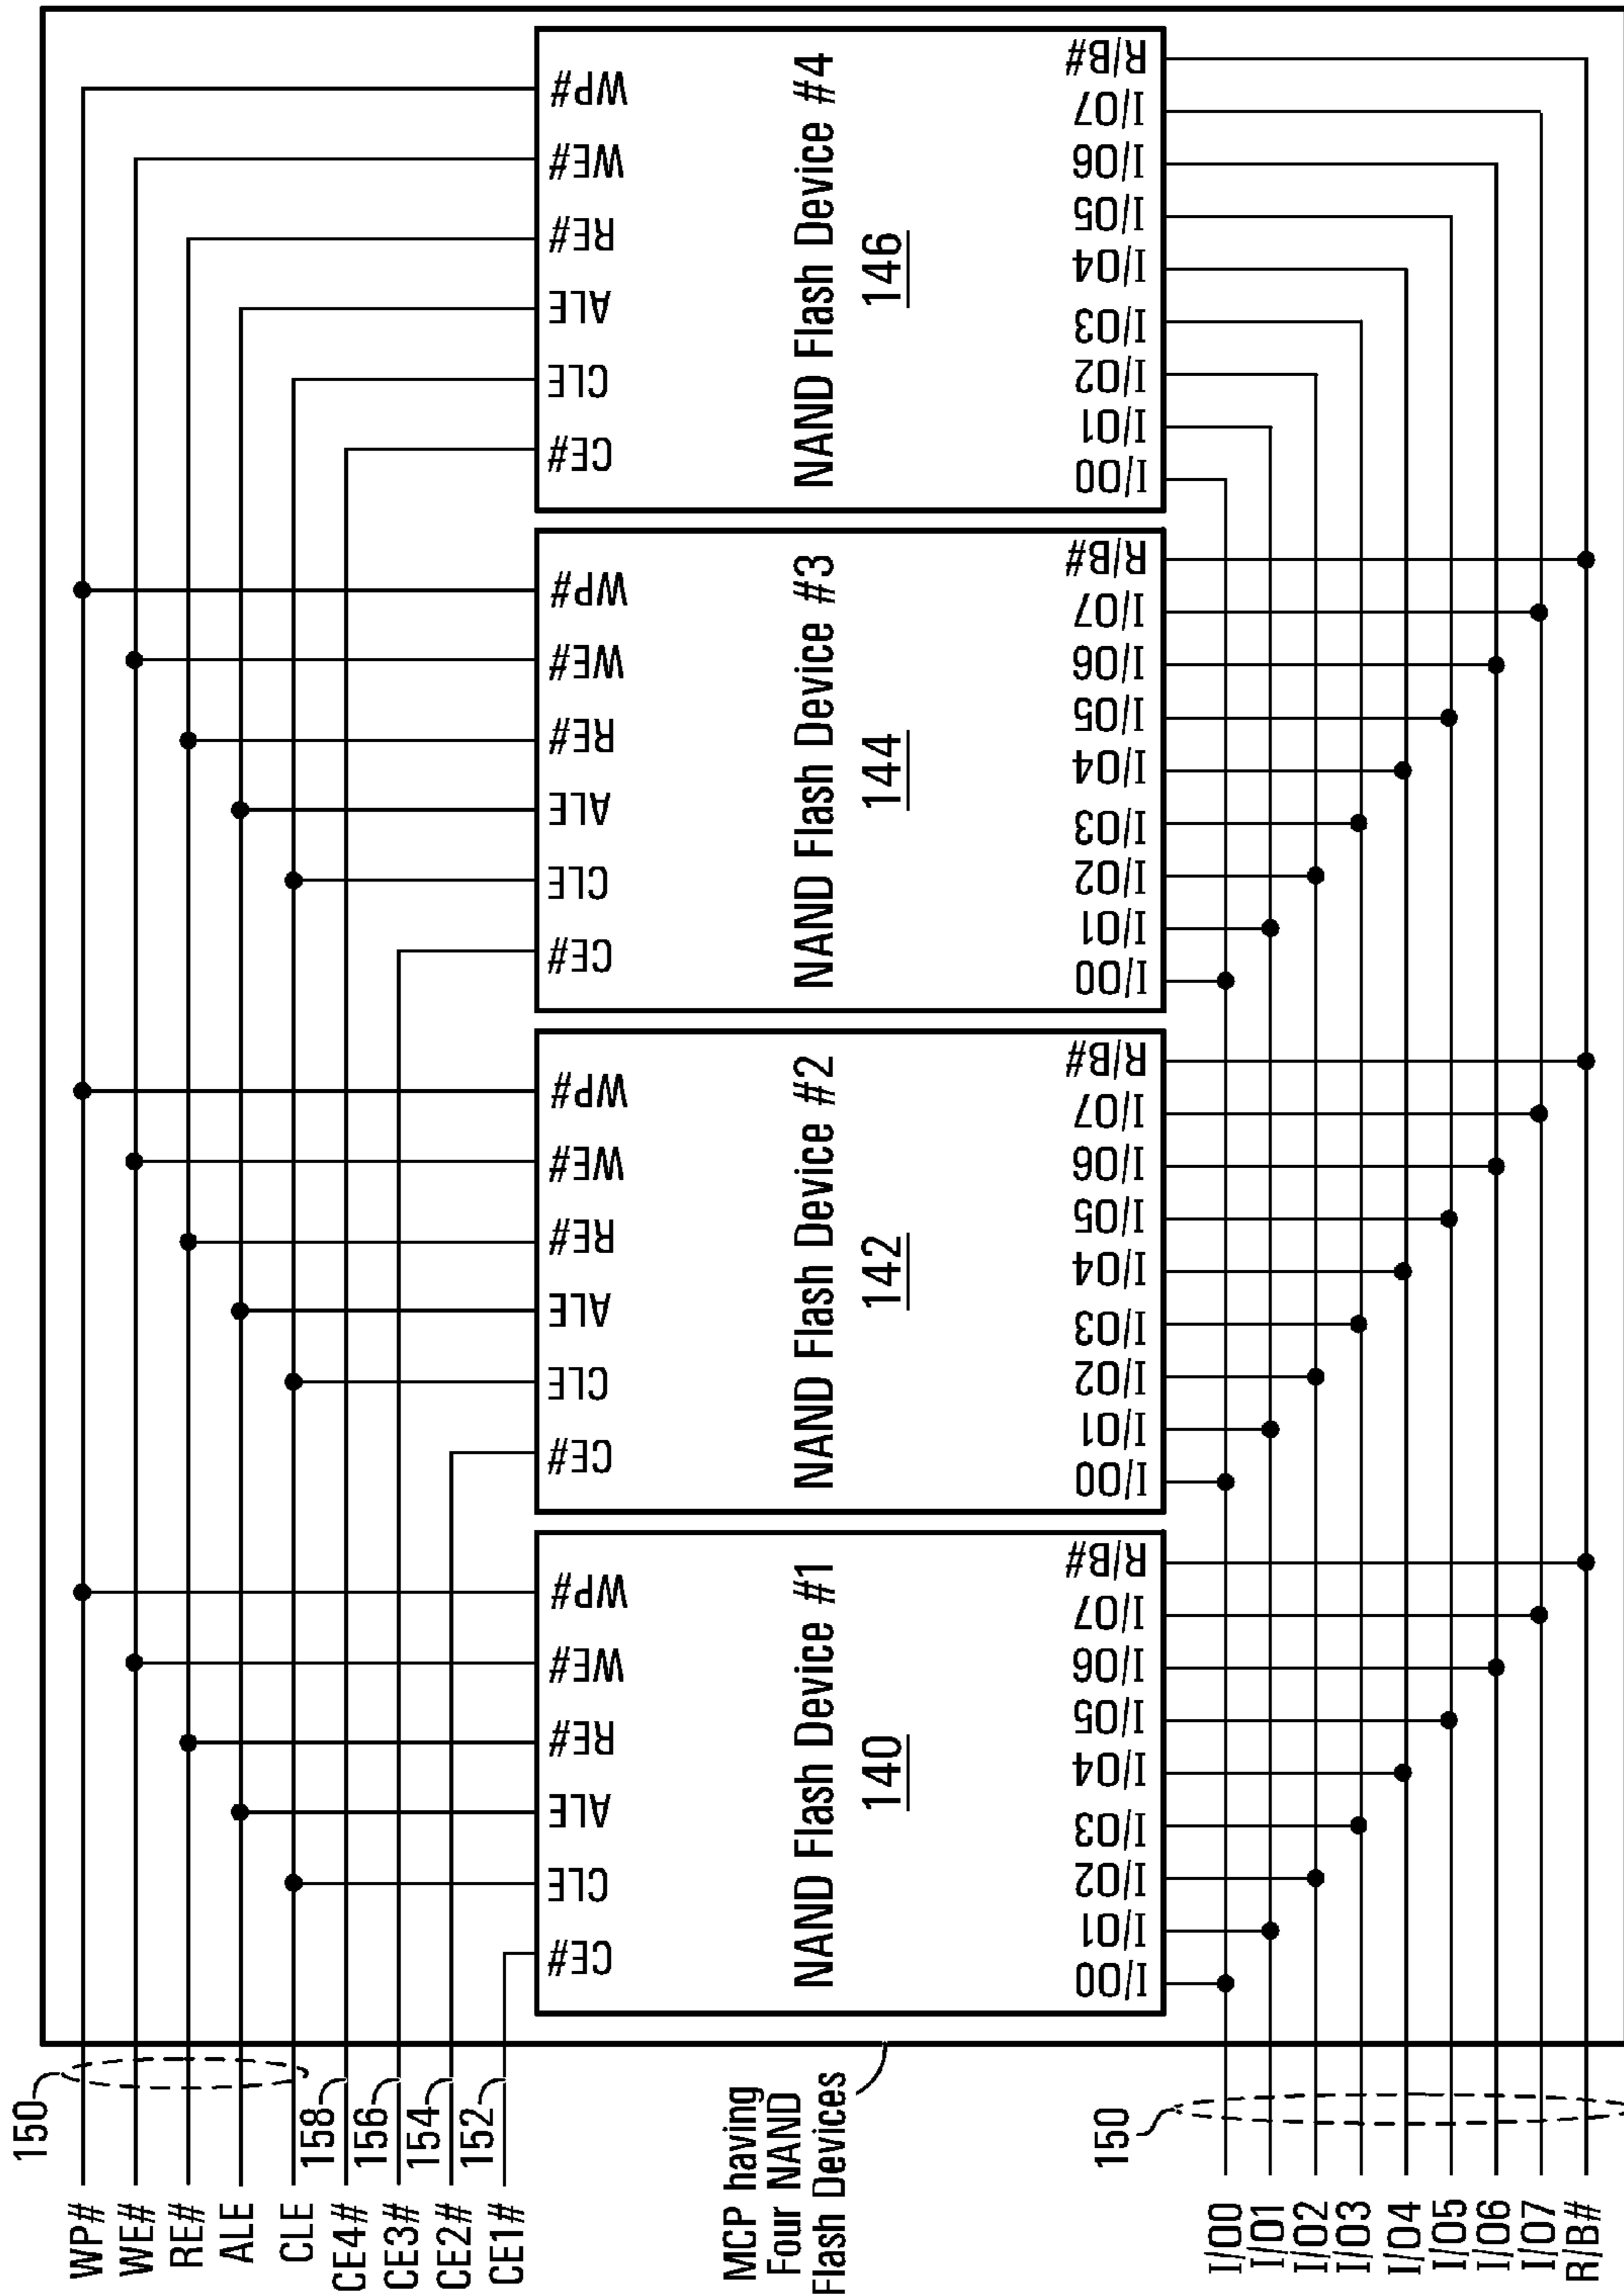 150
WP#
WE#
RE#
ALE
CLE
158
CE4#
156
CE3#
154
CE2#
152
CE1#
WP#
WE#
RE#
ALE
CLE
CE#
NAND Flash Device #1
140
R/B#
I/O7
I/O6
I/O5
I/O4
I/O3
I/O2
I/O1
I/O0
WP#
WE#
RE#
ALE
CLE
CE#
NAND Flash Device #2
142
R/B#
I/O7
I/O6
I/O5
I/O4
I/O3
I/O2
I/O1
I/O0
WP#
WE#
RE#
ALE
CLE
CE#
NAND Flash Device #3
144
R/B#
I/O7
I/O6
I/O5
I/O4
I/O3
I/O2
I/O1
I/O0
WP#
WE#
RE#
ALE
CLE
CE#
NAND Flash Device #4
146
R/B#
I/O7
I/O6
I/O5
I/O4
I/O3
I/O2
I/O1
I/O0
MCP having
Four NAND
Flash Devices
150
I/O0
I/O1
I/O2
I/O3
I/O4
I/O5
I/O6
I/O7
R/B#